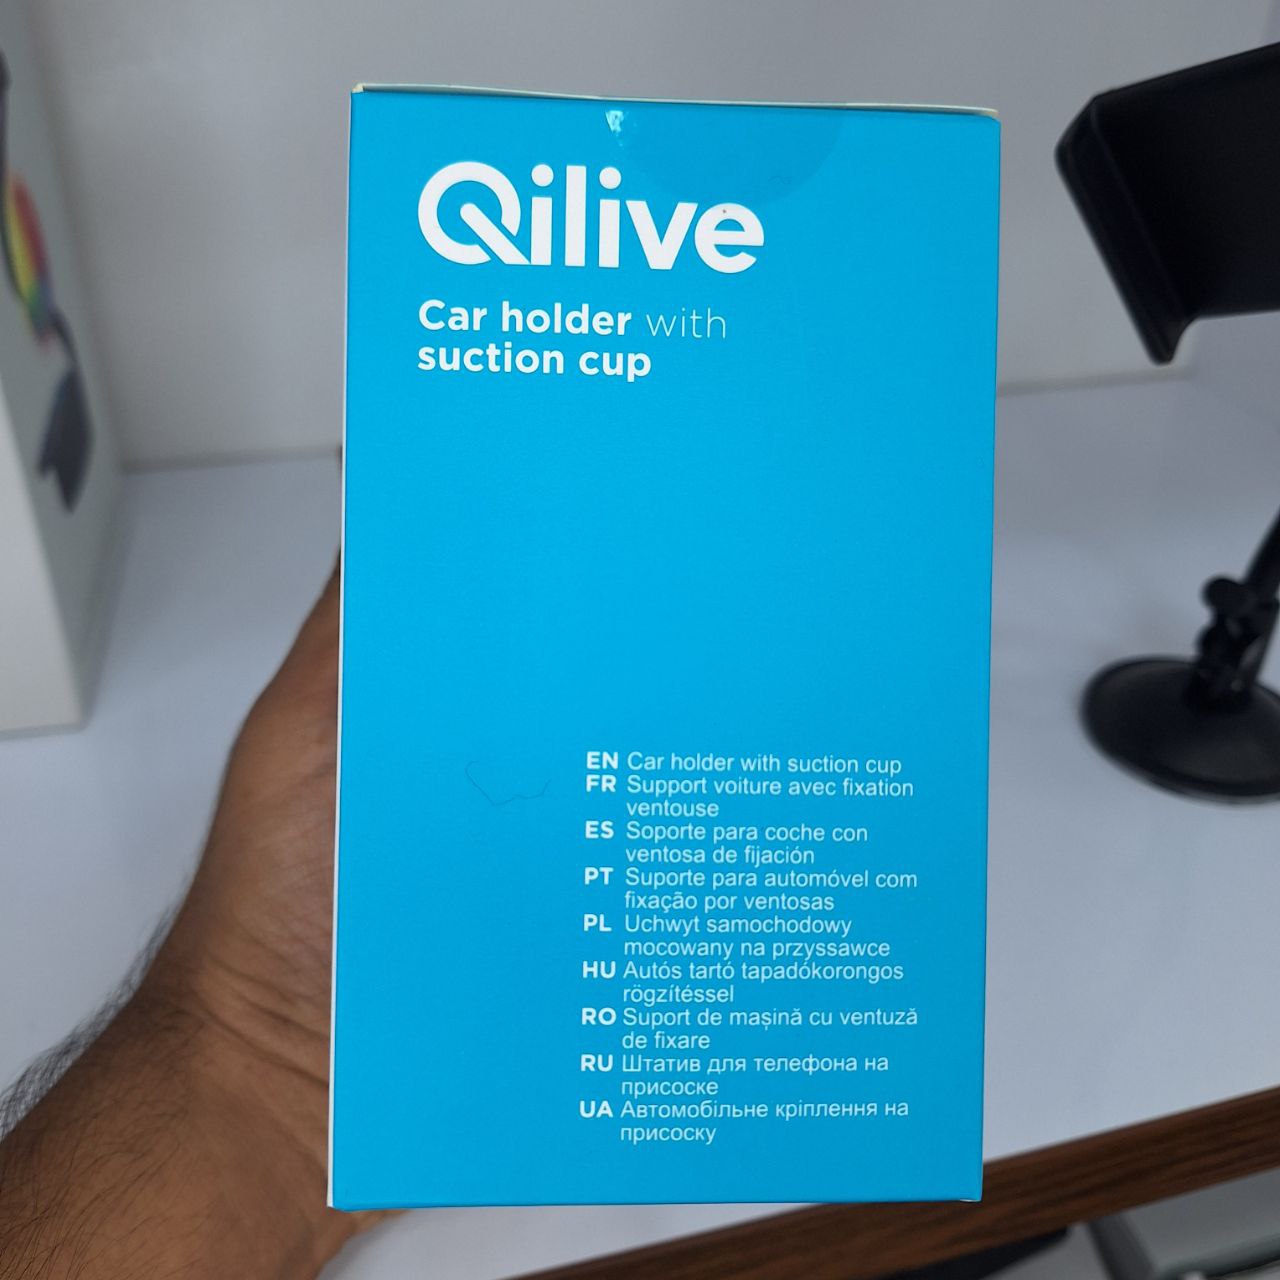 Qilive
Car holder with
suction cup
EN Car holder with suction cup
FR Support voiture avec fixation
ventouse
ES Soporte para coche con
ventosa de fijación
PT Suporte para automóvel com
fixação por ventosas
PL Uchwyt samochodowy
mocowany na przyssawce
HU Autós tartó tapadókorongos
rögzítéssel
RO Suport de mașină cu ventuză
de fixare
RU Штатив для телефона на
присоске
UA Автомобільне кріплення на
присоску